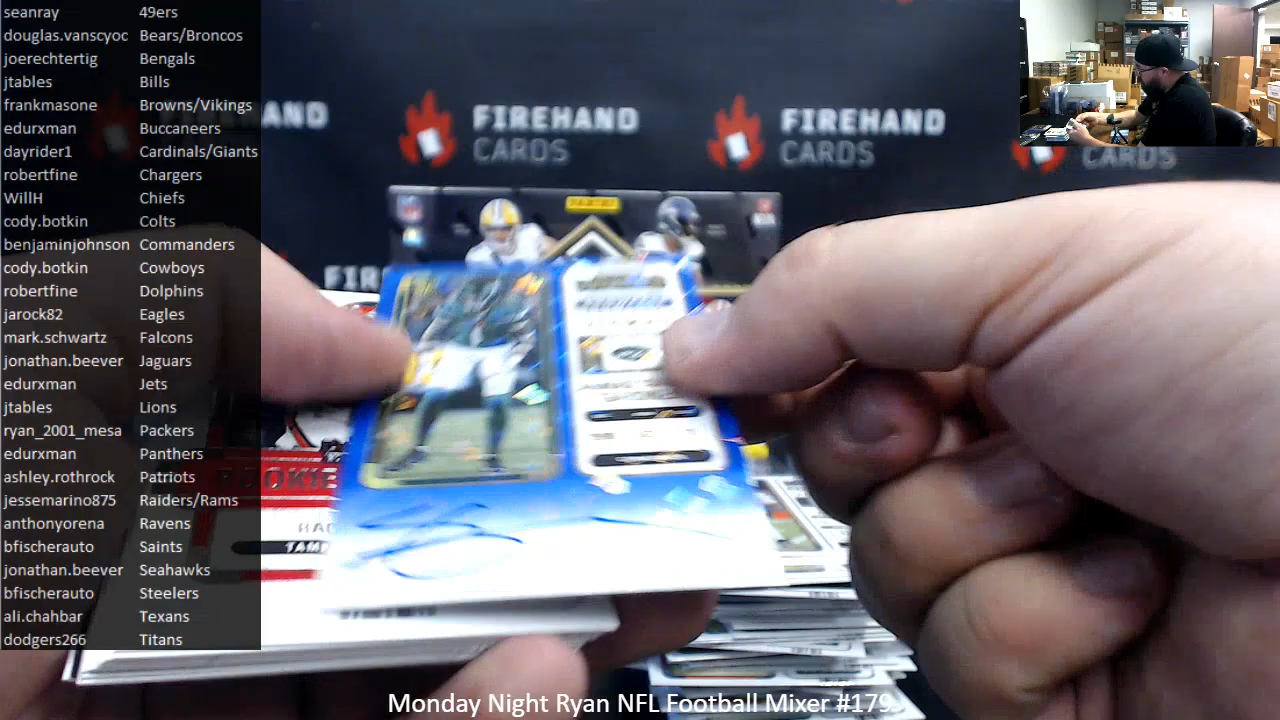 seanray 49ers
douglas.vanscyoc Bears/Broncos
joerechtertig Bengals
jtables Bills
frankmasone Browns/Vikings
edurxman Buccaneers
dayrider1 Cardinals/Giants
robertfine Chargers
WillH Chiefs
cody.botkin Colts
benjaminjohnson Commanders
cody.botkin Cowboys
robertfine Dolphins
jarock82 Eagles
mark.schwartz Falcons
jonathan.beever Jaguars
edurxman Jets
jtables Lions
ryan_2001_mesa Packers
edurxman Panthers
ashley.rothrock Patriots
jessemarino875 Raiders/Rams
anthonyorena Ravens
bfischerauto Saints
jonathan.beever Seahawks
bfischerauto Steelers
ali.chahbar Texans
dodgers266 Titans
FIREHAND
CARDS
FIREHAND
CARDS
CARDS
PANINI
ROOKIE
Monday Night Ryan NFL Football Mixer #179